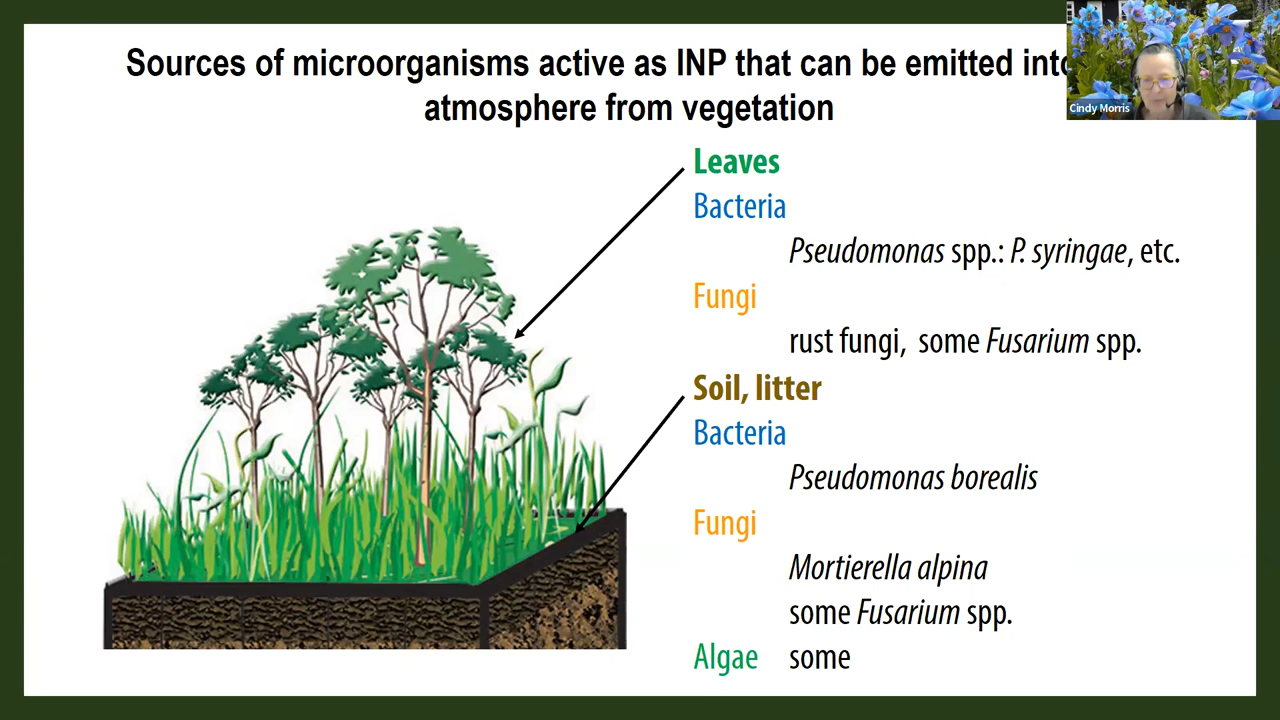 Sources of microorganisms active as INP that can be emitted into
atmosphere from vegetation
Cindy Morris
Leaves
Bacteria
Pseudomonas spp.: P. syringae, etc.
Fungi
rust fungi, some Fusarium spp.
Soil, litter
Bacteria
Pseudomonas borealis
Fungi
Mortierella alpina
some Fusarium spp.
Algae some